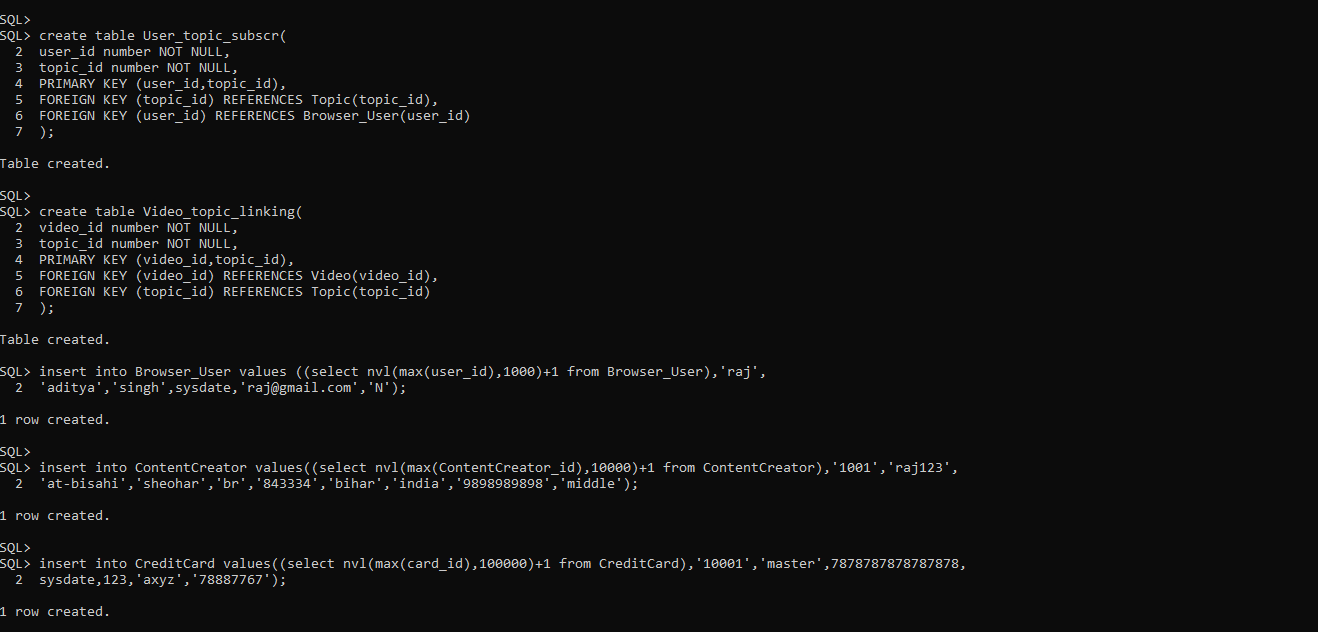 SQL>
SQL> create table User_topic_subscr(
  2  user_id number NOT NULL,
  3  topic_id number NOT NULL,
  4  PRIMARY KEY (user_id,topic_id),
  5  FOREIGN KEY (topic_id) REFERENCES Topic(topic_id),
  6  FOREIGN KEY (user_id) REFERENCES Browser_User(user_id)
  7  );
Table created.
SQL>
SQL> create table Video_topic_linking(
  2  video_id number NOT NULL,
  3  topic_id number NOT NULL,
  4  PRIMARY KEY (video_id,topic_id),
  5  FOREIGN KEY (video_id) REFERENCES Video(video_id),
  6  FOREIGN KEY (topic_id) REFERENCES Topic(topic_id)
  7  );
Table created.
SQL> insert into Browser_User values ((select nvl(max(user_id),1000)+1 from Browser_User),'raj',
  2  'aditya','singh',sysdate,'raj@gmail.com','N');
1 row created.
SQL>
SQL> insert into ContentCreator values((select nvl(max(ContentCreator_id),10000)+1 from ContentCreator),'1001','raj123',
  2  'at-bisahi','sheohar','br','843334','bihar','india','9898989898','middle');
1 row created.
SQL>
SQL> insert into CreditCard values((select nvl(max(card_id),100000)+1 from CreditCard),'10001','master',7878787878787878,
  2  sysdate,123,'axyz','78887767');
1 row created.